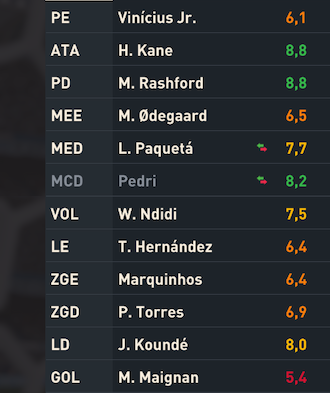 PE Vinícius Jr. 6,1
ATA H. Kane 8,8
PD M. Rashford 8,8
MEE M. Ødegaard 6,5
MED L. Paquetá 7,7
MCD Pedri 8,2
VOL W. Ndidi 7,5
LE T. Hernández 6,4
ZGE Marquinhos 6,4
ZGD P. Torres 6,9
LD J. Koundé 8,0
GOL M. Maignan 5,4